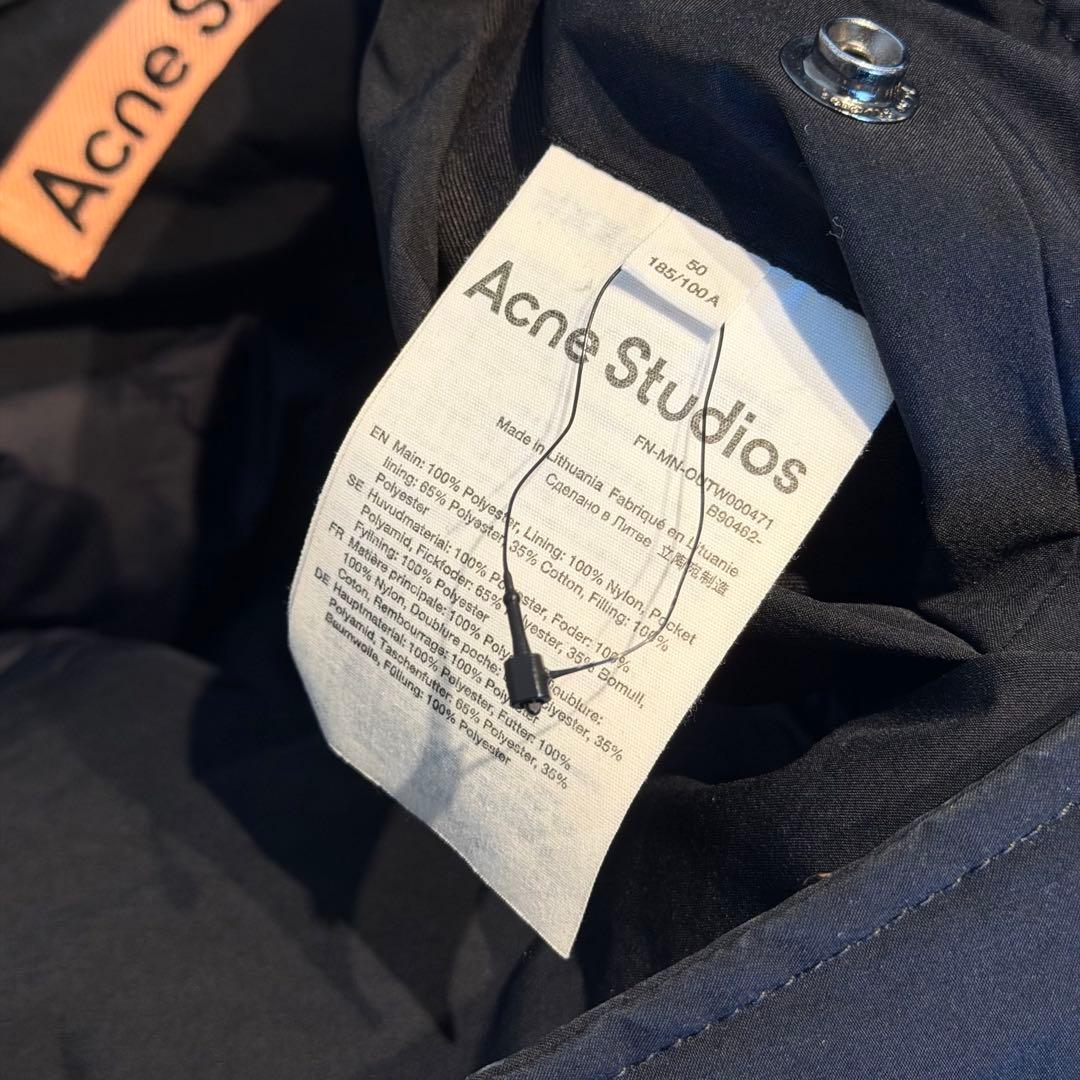 Acne S
50
185/100 A
Acne Studios
FN-MN-OUTW000471
B90462-
Made in Lithuania Fabriqué en Lituanie
Сделано в Литве 立陶宛制造
EN Main: 100% Polyester, Lining: 100% Nylon, Pocket
lining: 65% Polyester, 35% Cotton, Filling: 100%
Polyester
SE Huvudmaterial: 100% Polyester, Foder: 100%
Polyamid, Fickfoder: 65% Polyester, 35% Bomull,
Fyllning: 100% Polyester
FR Matière principale: 100% Polyester, Doublure:
100% Nylon, Doublure poche: Polyester, 35%
Coton, Rembourrage: 100% Polyester
DE Hauptmaterial: 100% Polyester, Futter: 100%
Polyamid, Taschenfutter: 65% Polyester, 35%
Baumwolle, Füllung: 100% Polyester